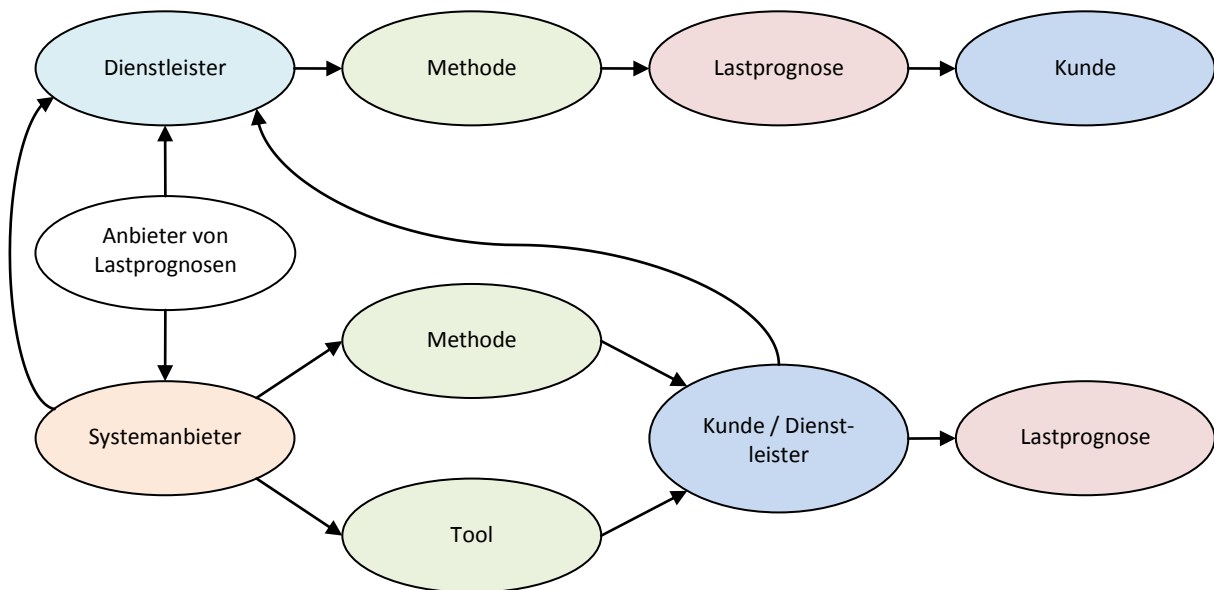 Dienstleister
Methode
Lastprognose
Kunde
Anbieter von
Lastprognosen
Methode
Systemanbieter
Kunde / Dienst-
leister
Lastprognose
Tool